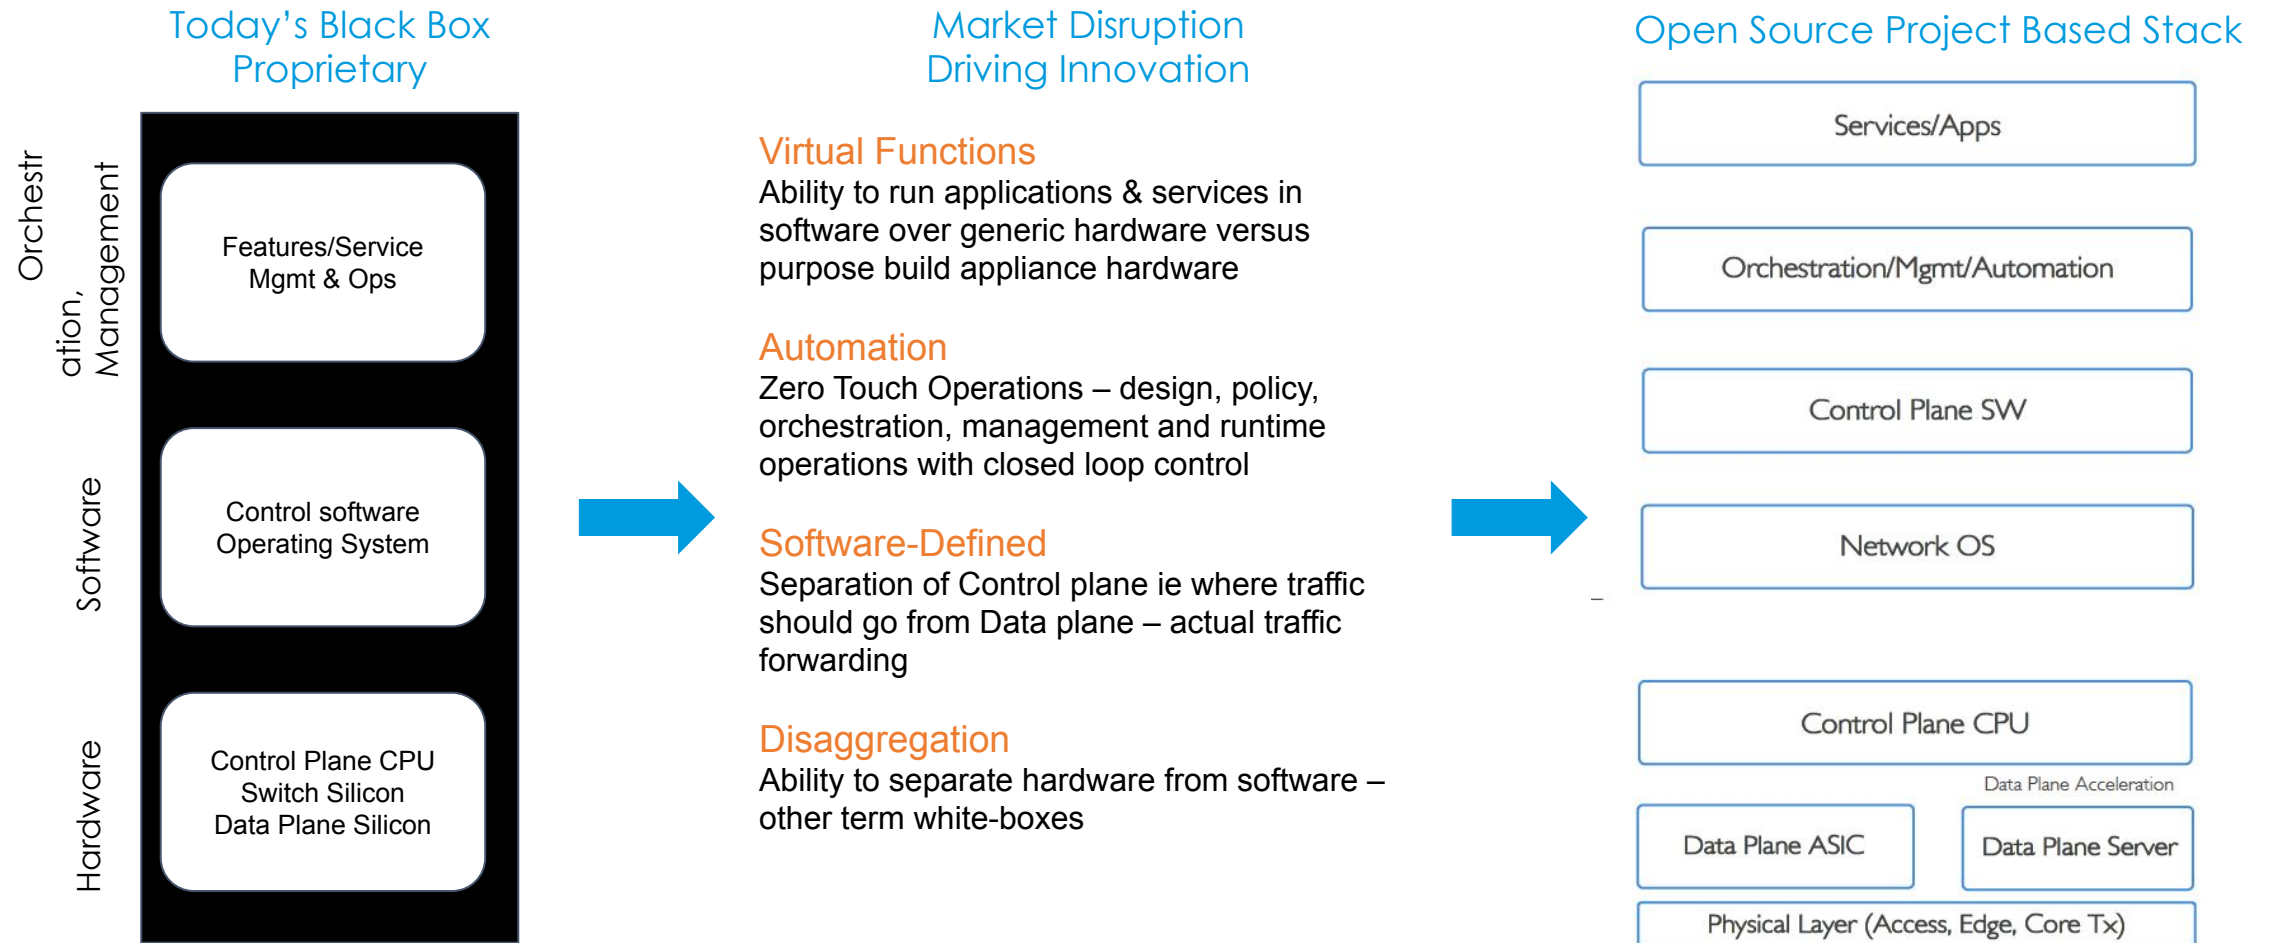 Today's Black Box
Proprietary
Orchestr
ation,
Management
Features/Service
Mgmt & Ops
Software
Control software
Operating System
Hardware
Control Plane CPU
Switch Silicon
Data Plane Silicon
Market Disruption
Driving Innovation
Virtual Functions
Ability to run applications & services in
software over generic hardware versus
purpose build appliance hardware
Automation
Zero Touch Operations – design, policy,
orchestration, management and runtime
operations with closed loop control
Software-Defined
Separation of Control plane ie where traffic
should go from Data plane – actual traffic
forwarding
Disaggregation
Ability to separate hardware from software –
other term white-boxes
Open Source Project Based Stack
Services/Apps
Orchestration/Mgmt/Automation
Control Plane SW
Network OS
–
Control Plane CPU
Data Plane Acceleration
Data Plane ASIC
Data Plane Server
Physical Layer (Access, Edge, Core Tx)